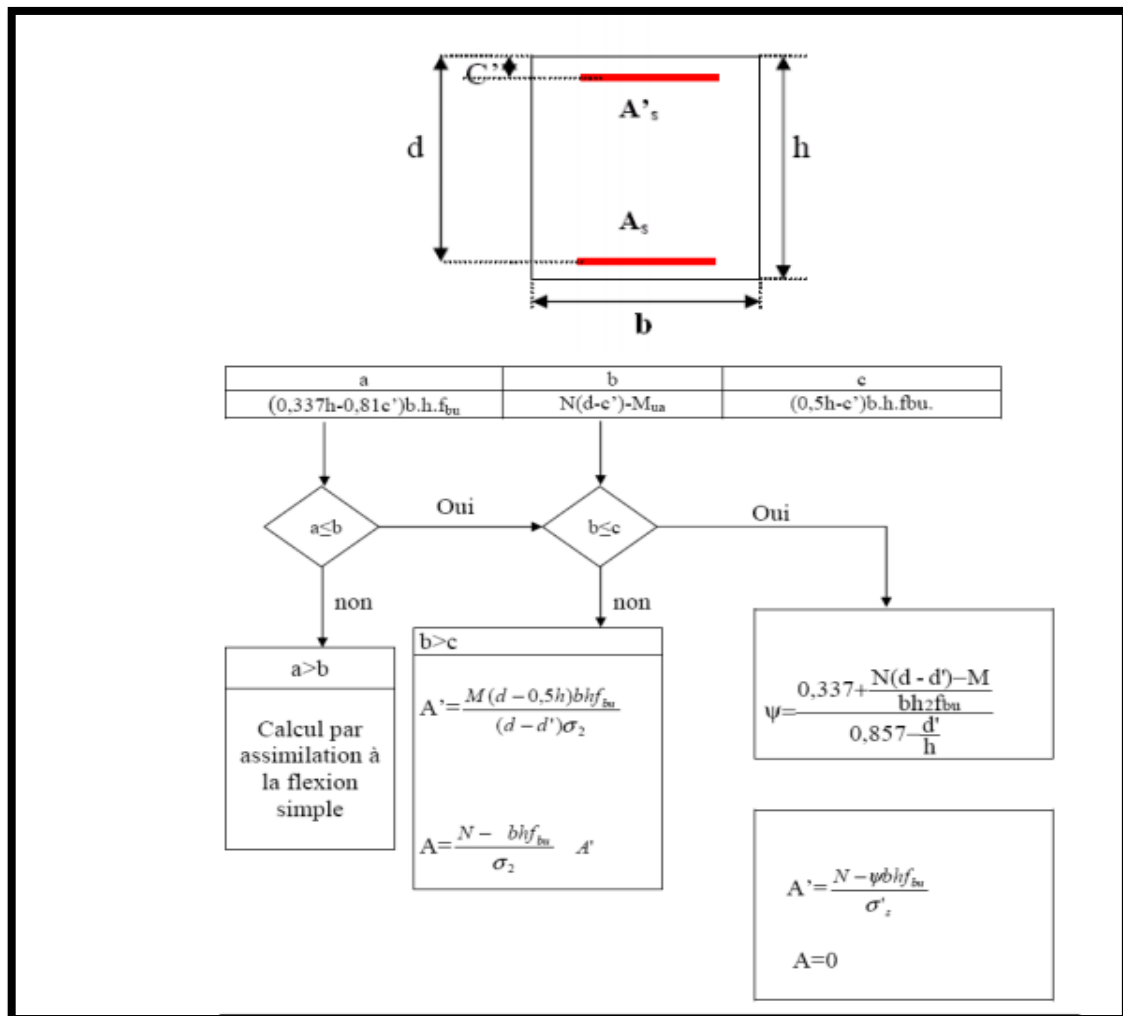 C'
A's
d
h
As
b
a b c
(0,337h-0,81c')b.h.fbu N(d-c')-Mua (0,5h-c')b.h.fbu.
a≤b
Oui
b≤c
Oui
non
non
a>b
Calcul par
assimilation à
la flexion
simple
b>c
A'=M(d-0,5h)bhfbu/(d-d')σ2
A=N- bhfbu/σ2 A'
ψ=0,337+N(d-d')-M/bh2fbu/0,857-d'/h
A'=N-ψbhfbu/σ's
A=0